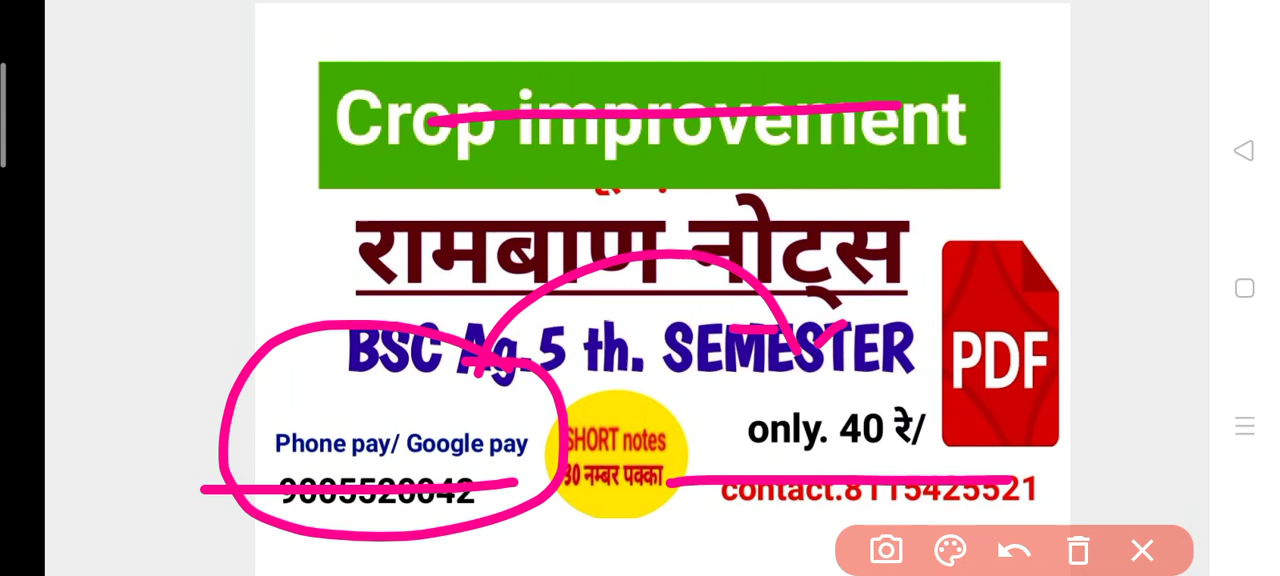 Crop improvement
रामबाण नोट्स
BSC Ag.5 th. SEMESTER
PDF
only. 40 रे/
Phone pay/ Google pay
SHORT notes
30 नम्बर पक्का
contact.8115425521